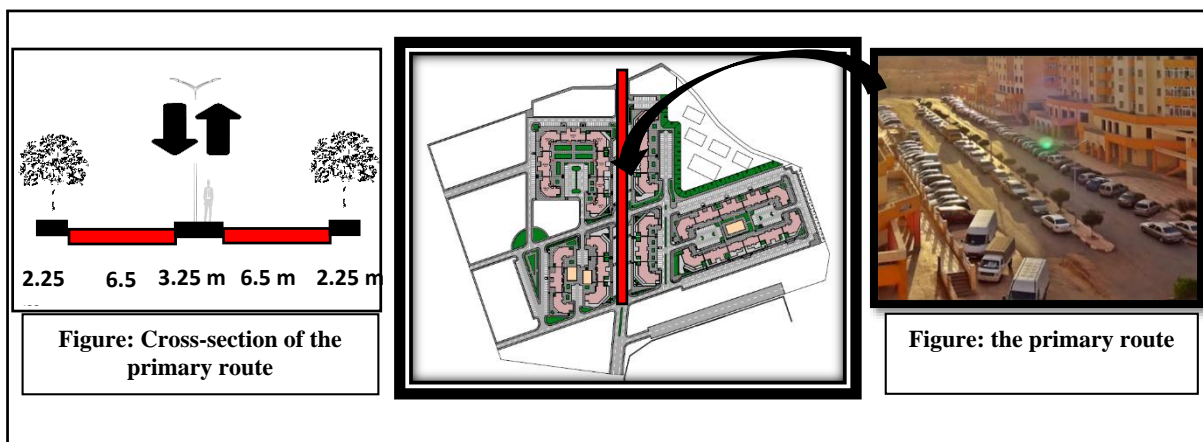 2.25 6.5 3.25 m 6.5 m 2.25 m
Figure: Cross-section of the
primary route
Figure: the primary route